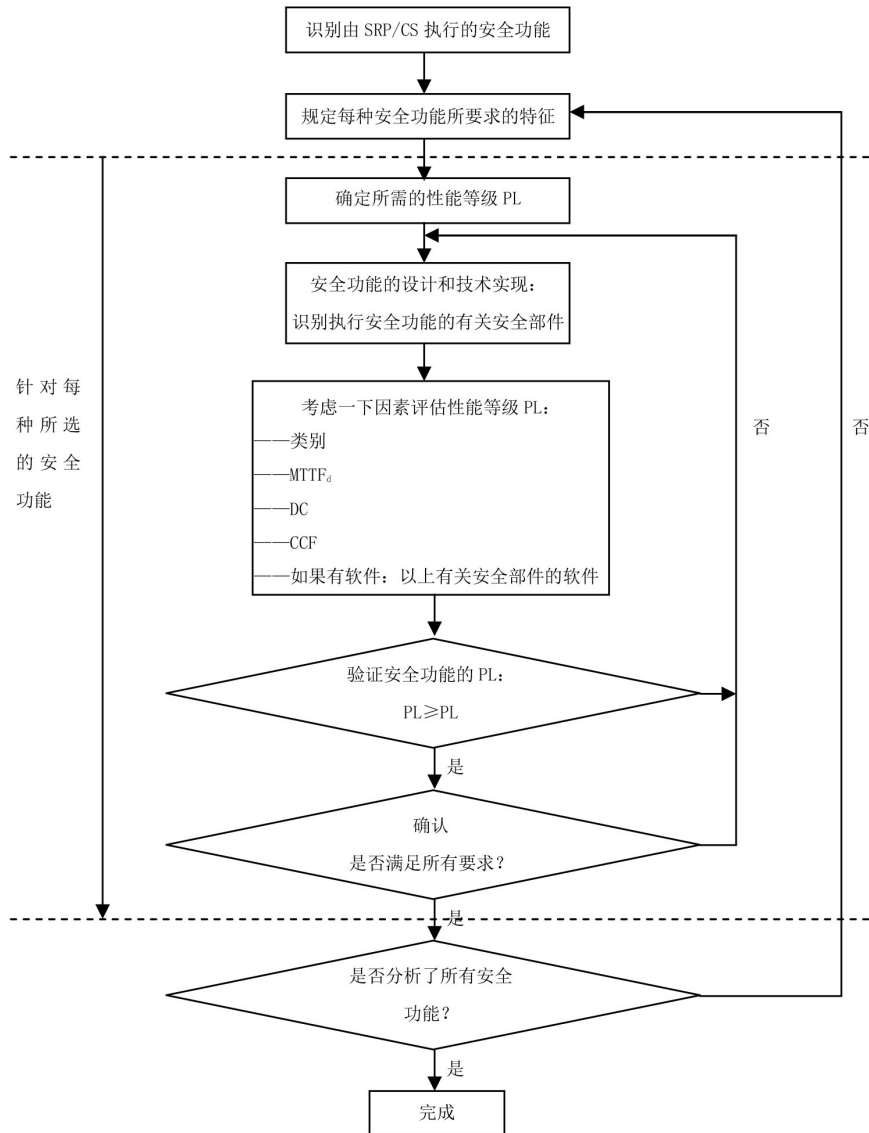 识别由 SRP/CS 执行的安全功能
规定每种安全功能所要求的特征
确定所需的性能等级 PL
安全功能的设计和技术实现：
识别执行安全功能的有关安全部件
针对每
种所选
的安全
功能
考虑一下因素评估性能等级 PL：
——类别
——MTTFd
——DC
——CCF
——如果有软件：以上有关安全部件的软件
否
否
验证安全功能的 PL：
PL≥PL
是
确认
是否满足所有要求？
是
是否分析了所有安全
功能？
是
完成